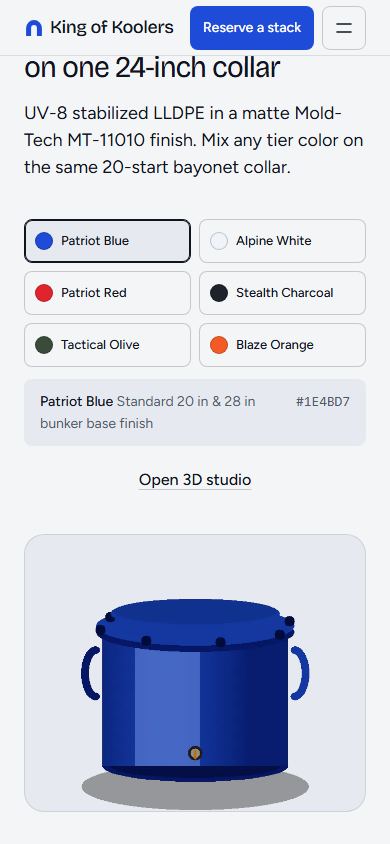 King of Koolers
Reserve a stack
on one 24-inch collar
UV-8 stabilized LLDPE in a matte Mold-
Tech MT-11010 finish. Mix any tier color on
the same 20-start bayonet collar.
Patriot Blue
Alpine White
Patriot Red
Stealth Charcoal
Tactical Olive
Blaze Orange
Patriot Blue Standard 20 in & 28 in
bunker base finish
#1E4BD7
Open 3D studio